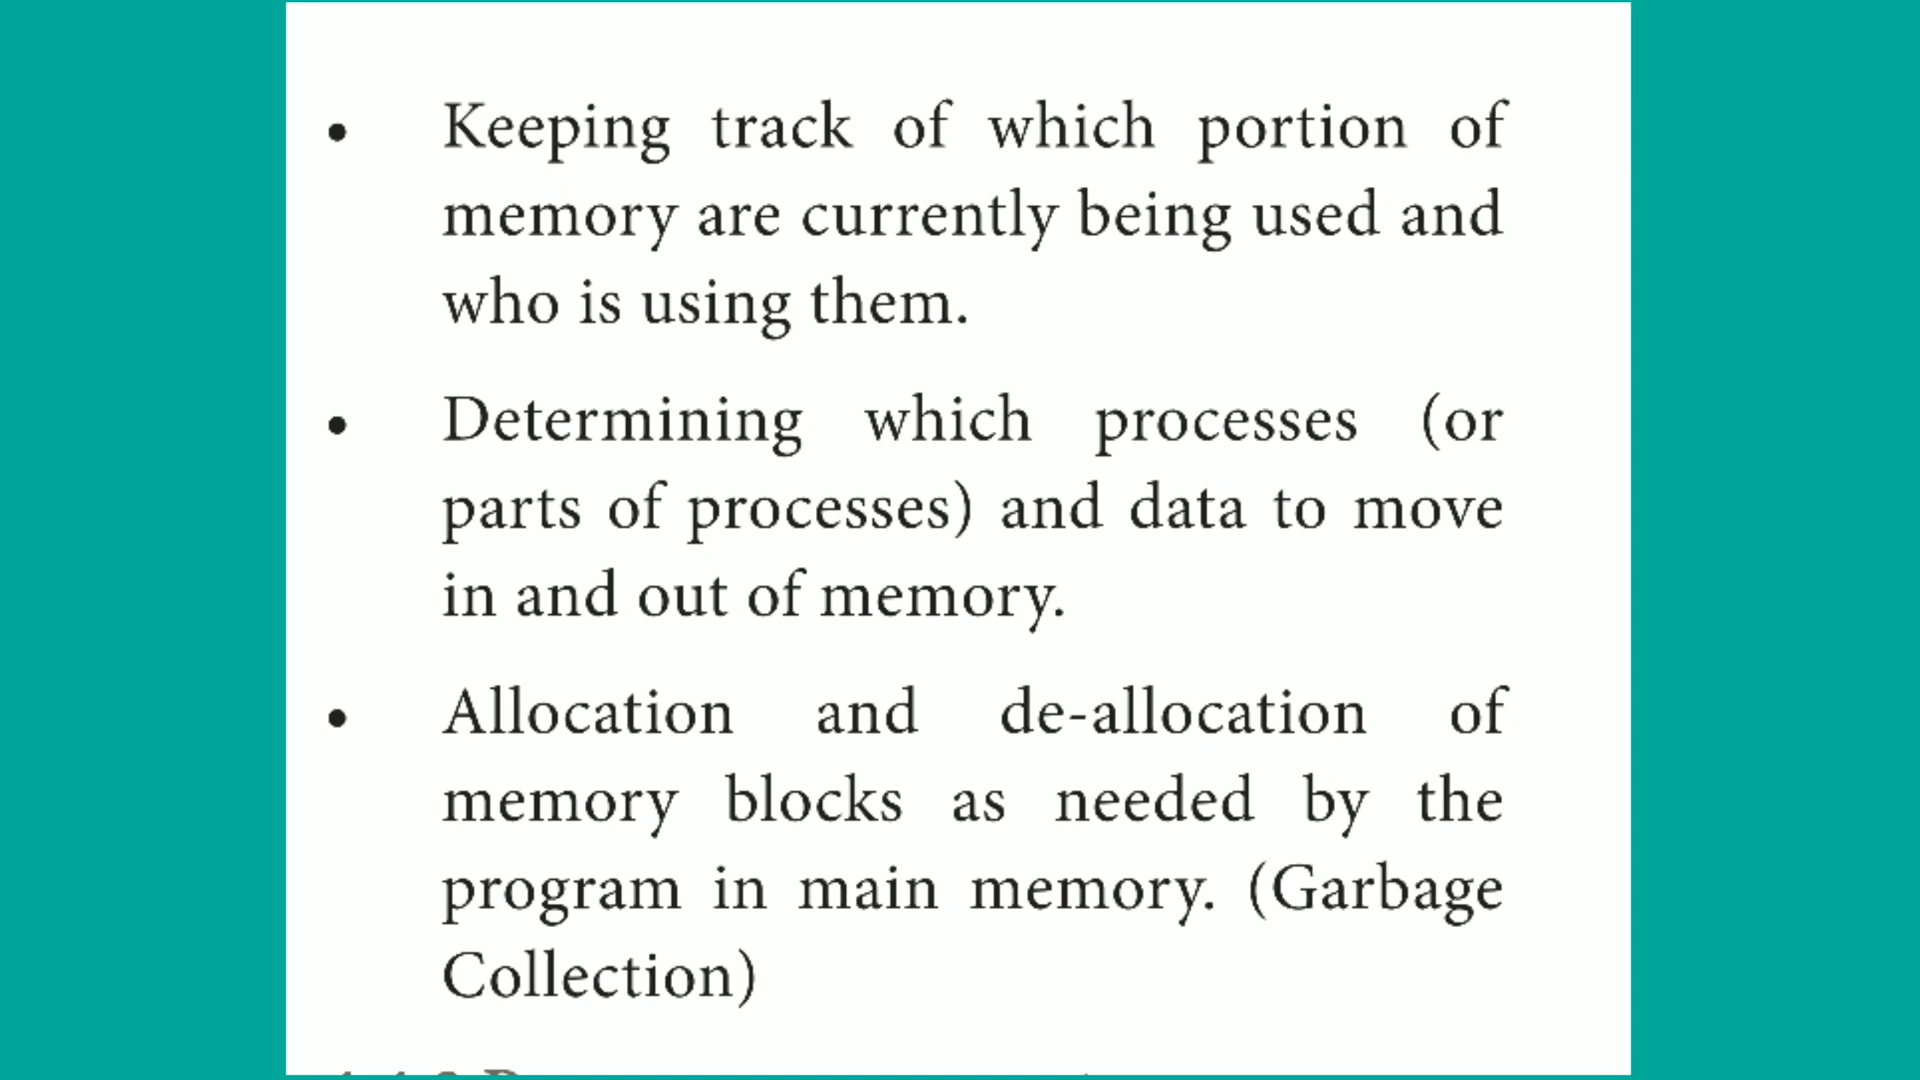 • Keeping track of which portion of
memory are currently being used and
who is using them.
• Determining which processes (or
parts of processes) and data to move
in and out of memory.
• Allocation and de-allocation of
memory blocks as needed by the
program in main memory. (Garbage
Collection)